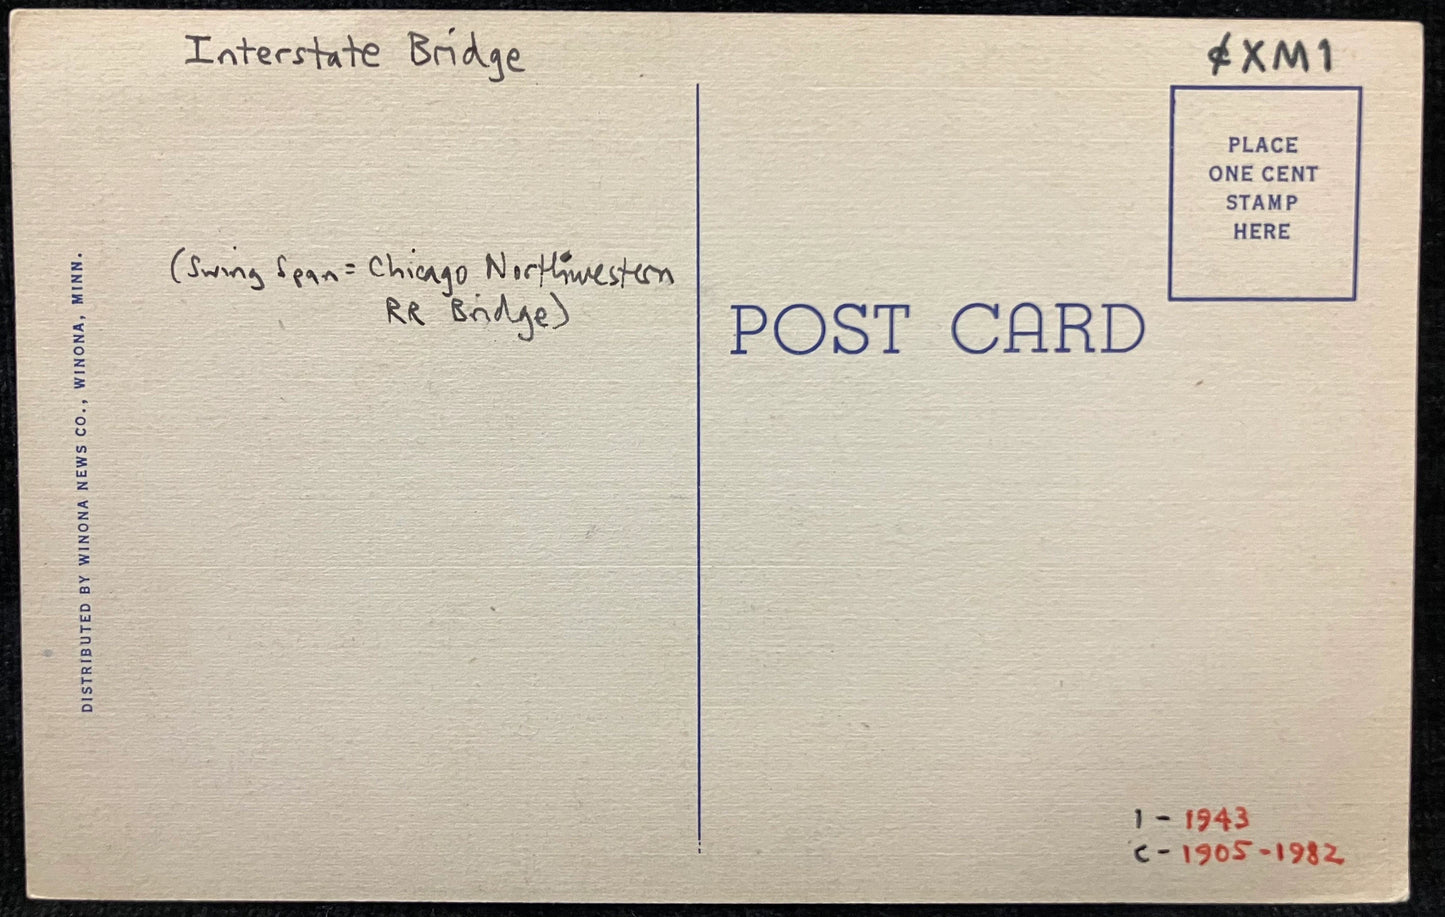 Interstate Bridge
¢XM1
PLACE
ONE CENT
STAMP
HERE
(Swing Span = Chicago Northwestern
RR Bridge)
POST CARD
DISTRIBUTED BY WINONA NEWS CO., WINONA, MINN.
1 - 1943
C - 1905 - 1982